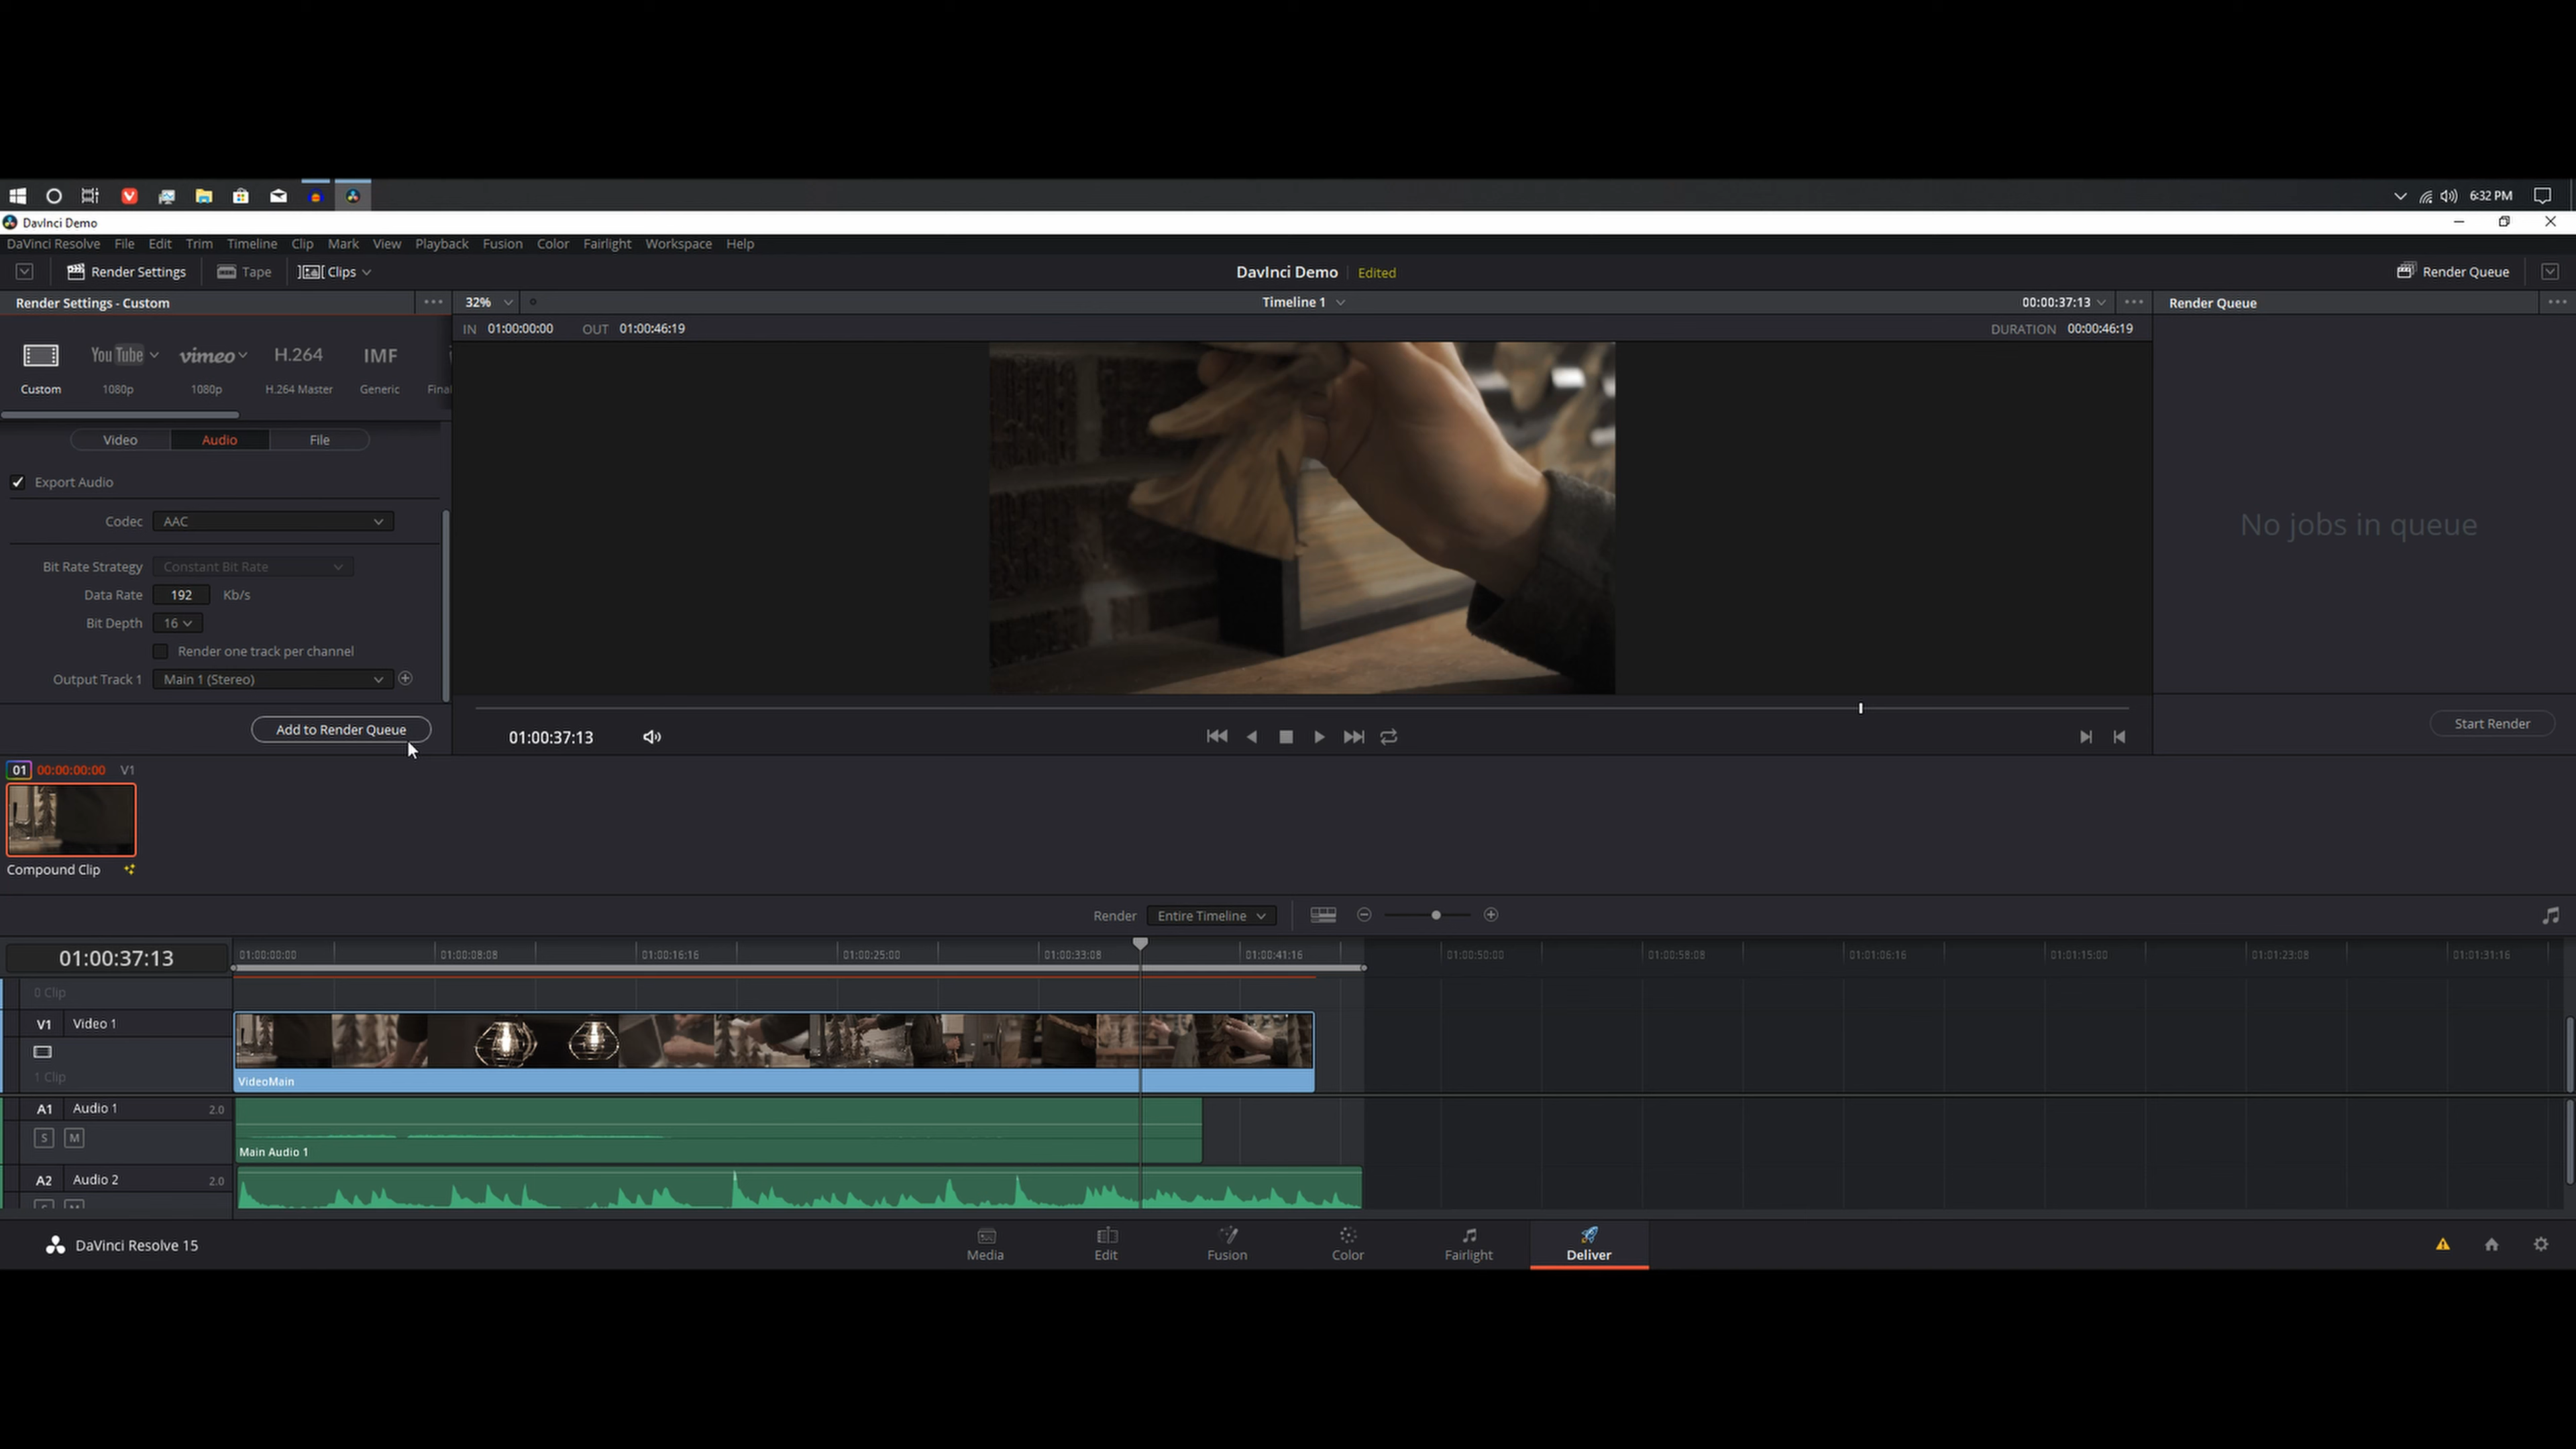 6:32 PM
DavInci Demo
DaVinci Resolve File Edit Trim Timeline Clip Mark View Playback Fusion Color Fairlight Workspace Help
Render Settings Tape Clips DavInci Demo Edited Render Queue
Render Settings - Custom 32% Timeline 1 00:00:37:13 Render Queue
IN 01:00:00:00 OUT 01:00:46:19 DURATION 00:00:46:19
YouTube vimeo H.264 IMF
Custom 1080p 1080p H.264 Master Generic Final
Video Audio File
Export Audio
Codec AAC
No jobs in queue
Bit Rate Strategy Constant Bit Rate
Data Rate 192 Kb/s
Bit Depth 16
Render one track per channel
Output Track 1 Main 1 (Stereo)
Add to Render Queue 01:00:37:13 Start Render
01 00:00:00:00 V1
Compound Clip
Render Entire Timeline
01:00:37:13 01:00:00:00 01:00:08:08 01:00:16:16 01:00:25:00 01:00:33:08 01:00:41:16 01:00:50:00 01:00:58:08 01:01:06:16 01:01:15:00 01:01:23:08 01:01:31:16
0 Clip
V1 Video 1
1 Clip
VideoMain
A1 Audio 1 2.0
S M
Main Audio 1
A2 Audio 2 2.0
S M
DaVinci Resolve 15 Media Edit Fusion Color Fairlight Deliver